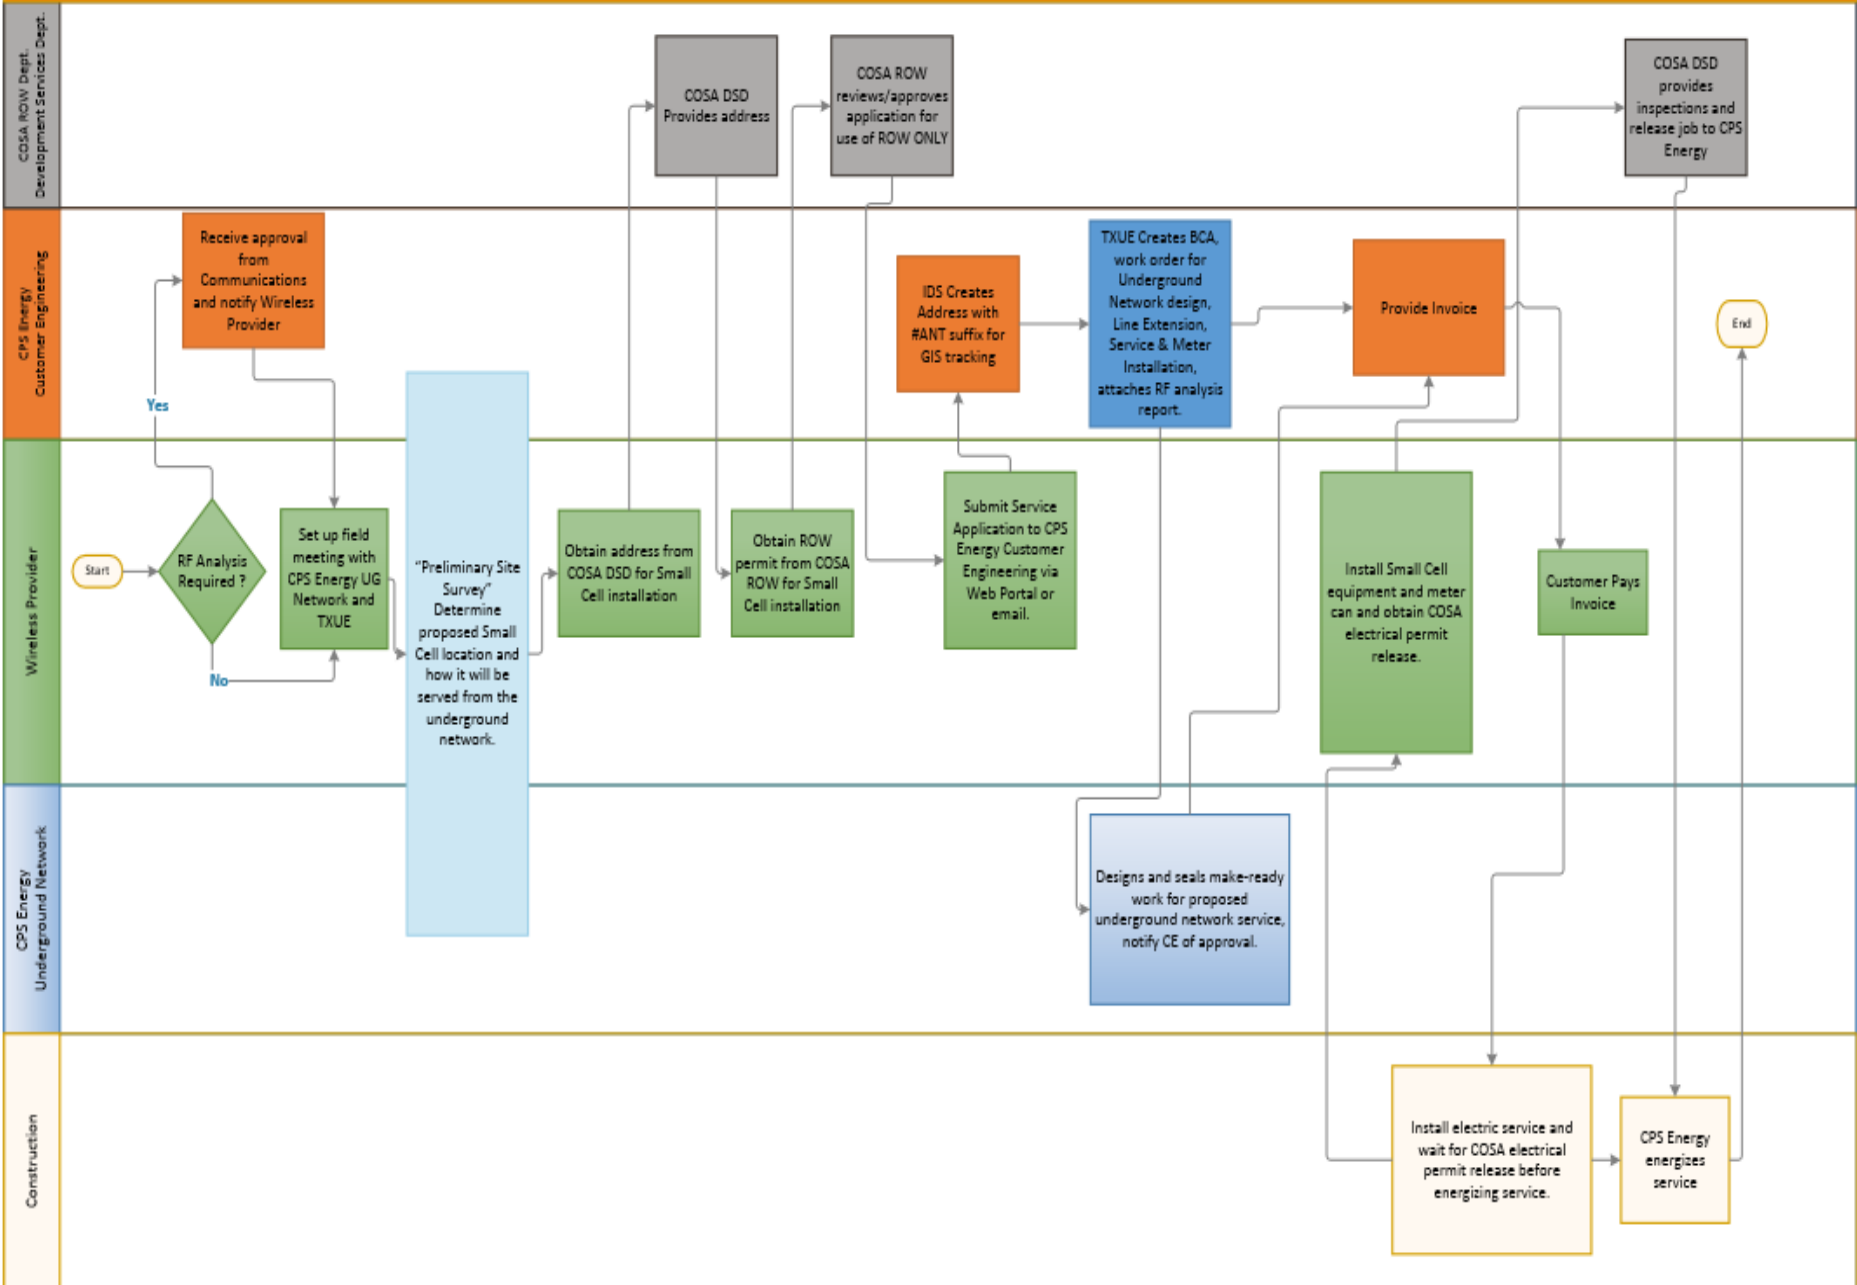 COSA ROW Dept.
Development Services Dept.
COSA DSD
Provides address
COSA ROW
reviews/approves
application for
use of ROW ONLY
COSA DSD
provides
inspections and
release job to CPS
Energy
CPS Energy
Customer Engineering
Receive approval
from
Communications
and notify Wireless
Provider
Yes
IDS Creates
Address with
#ANT suffix for
GIS tracking
TXUE Creates BCA,
work order for
Underground
Network design,
Line Extension,
Service & Meter
Installation,
attaches RF analysis
report.
Provide Invoice
End
Wireless Provider
Start
RF Analysis
Required ?
No
Set up field
meeting with
CPS Energy UG
Network and
TXUE
"Preliminary Site
Survey"
Determine
proposed Small
Cell location and
how it will be
served from the
underground
network.
Obtain address from
COSA DSD for Small
Cell installation
Obtain ROW
permit from COSA
ROW for Small
Cell installation
Submit Service
Application to CPS
Energy Customer
Engineering via
Web Portal or
email.
Install Small Cell
equipment and meter
can and obtain COSA
electrical permit
release.
Customer Pays
Invoice
CPS Energy
Underground Network
Designs and seals make-ready
work for proposed
underground network service,
notify CE of approval.
Construction
Install electric service and
wait for COSA electrical
permit release before
energizing service.
CPS Energy
energizes
service